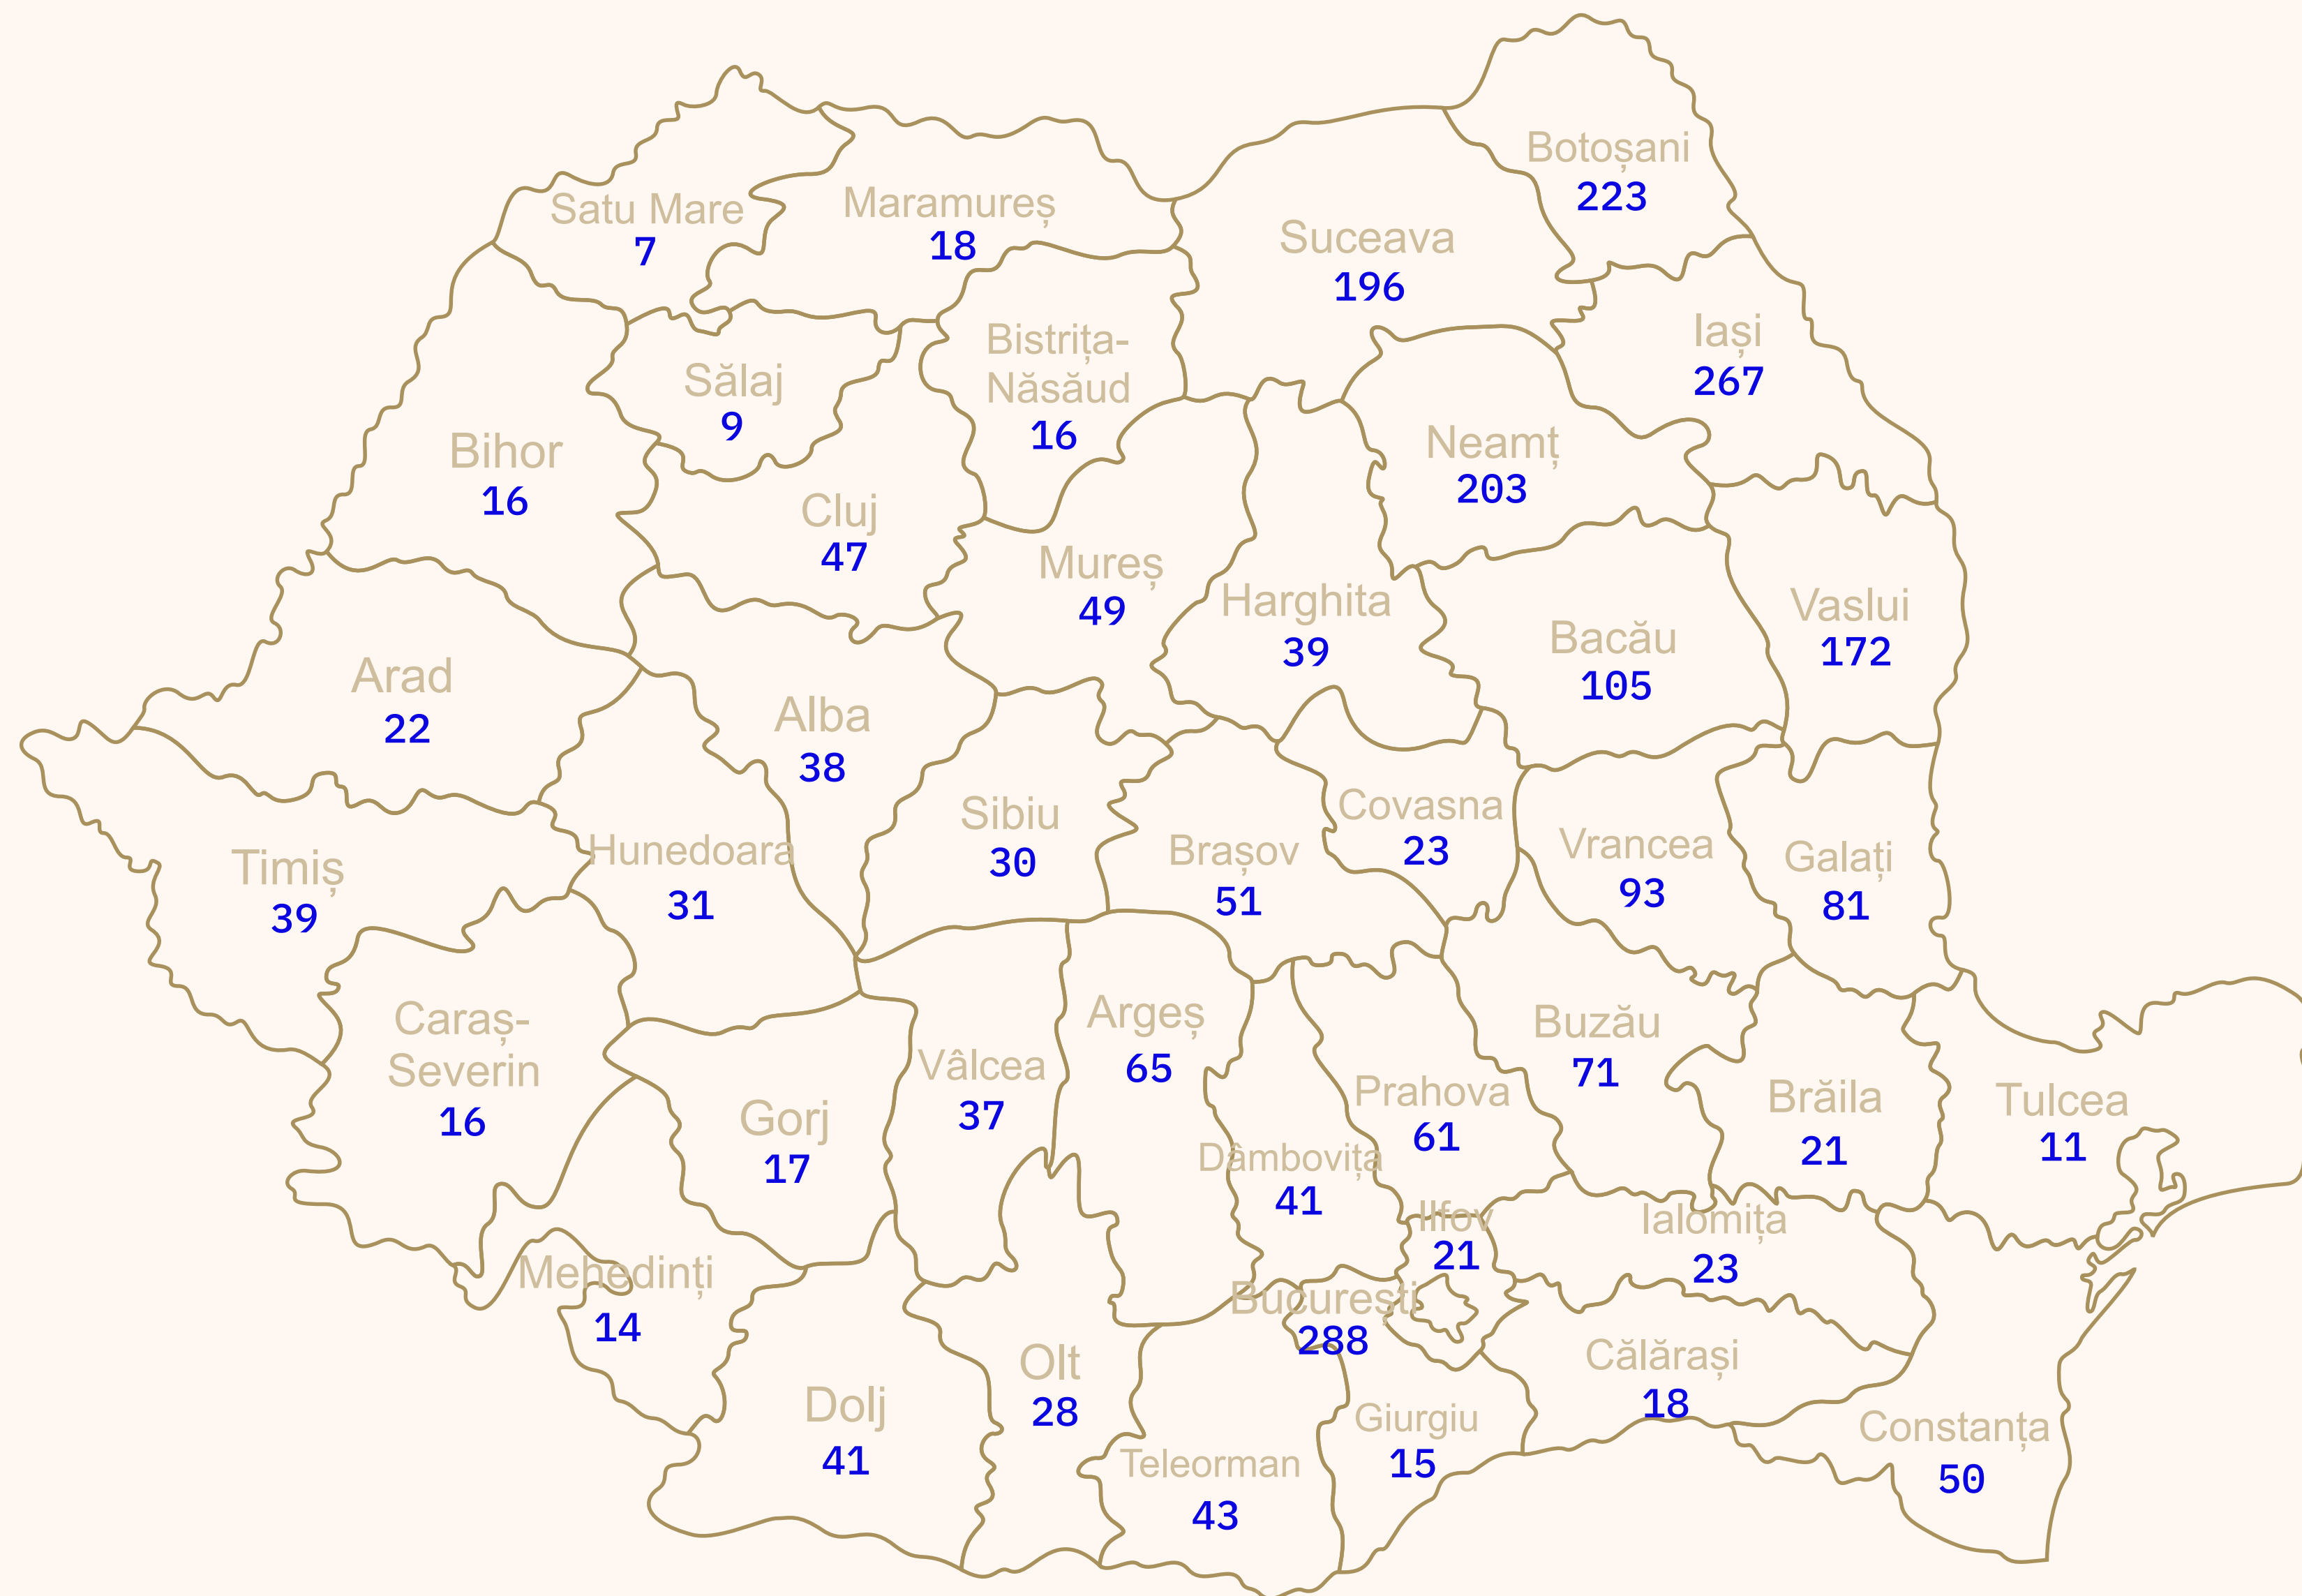 Botoșani
223
Satu Mare
7
Maramureș
18
Suceava
196
Iași
267
Bistrița-
Năsăud
16
Sălaj
9
Bihor
16
Neamț
203
Cluj
47
Mureș
49
Harghita
39
Vaslui
172
Bacău
105
Arad
22
Alba
38
Sibiu
30
Covasna
23
Brașov
51
Vrancea
93
Galați
81
Timiș
39
Hunedoara
31
Caraș-
Severin
16
Argeș
65
Buzău
71
Vâlcea
37
Prahova
61
Brăila
21
Tulcea
11
Gorj
17
Dâmbovița
41
Ilfov
21
Ialomița
23
Mehedinți
14
București
288
Călărași
18
Olt
28
Dolj
41
Giurgiu
15
Constanța
50
Teleorman
43